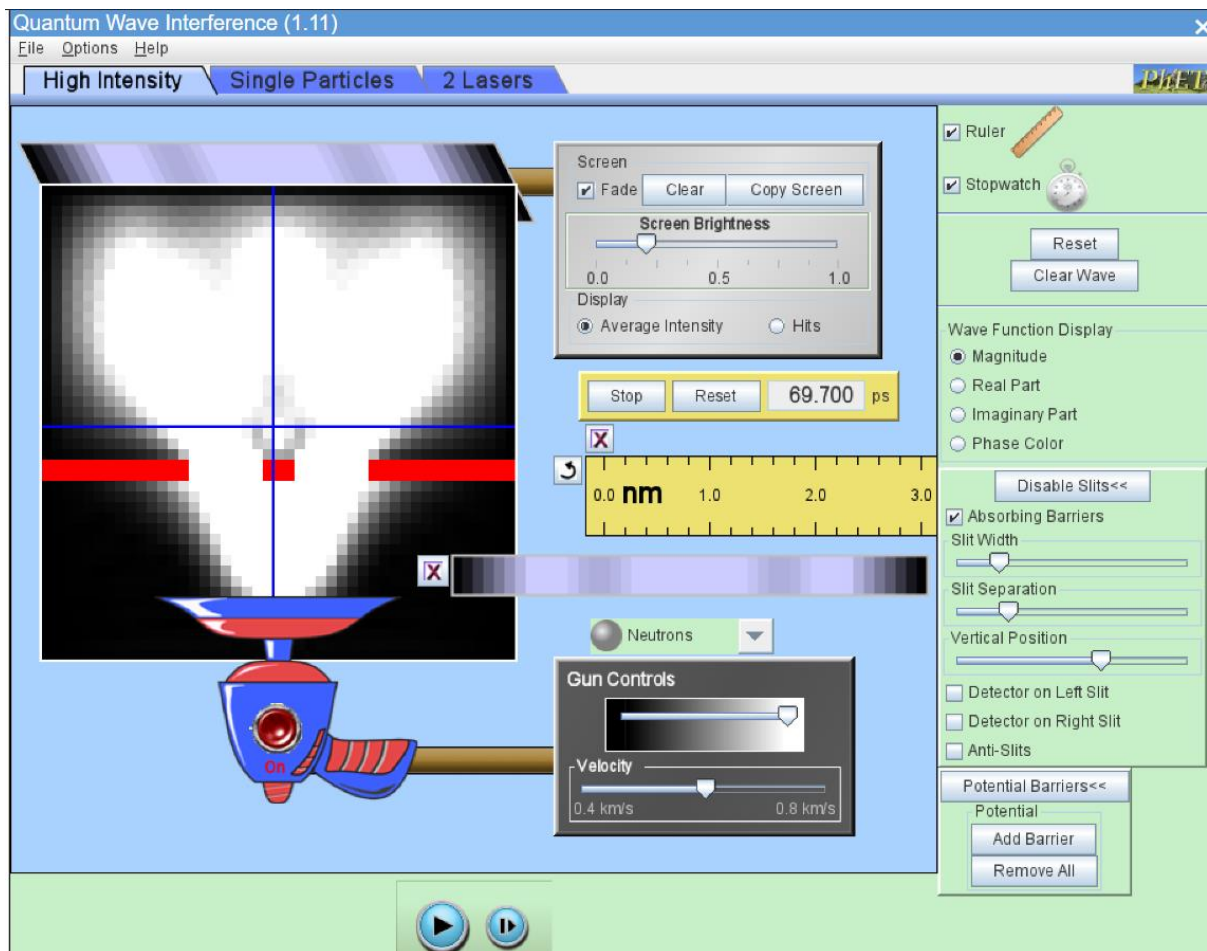 Quantum Wave Interference (1.11)
File Options Help
High Intensity Single Particles 2 Lasers
PhET
Screen
Fade Clear Copy Screen
Screen Brightness
0.0 0.5 1.0
Display
Average Intensity Hits
Stop Reset 69.700 ps
X
0.0 nm 1.0 2.0 3.0
X
Neutrons
Gun Controls
Velocity
0.4 km/s 0.8 km/s
On
Ruler
Stopwatch
Reset
Clear Wave
Wave Function Display
Magnitude
Real Part
Imaginary Part
Phase Color
Disable Slits<<
Absorbing Barriers
Slit Width
Slit Separation
Vertical Position
Detector on Left Slit
Detector on Right Slit
Anti-Slits
Potential Barriers<<
Potential
Add Barrier
Remove All